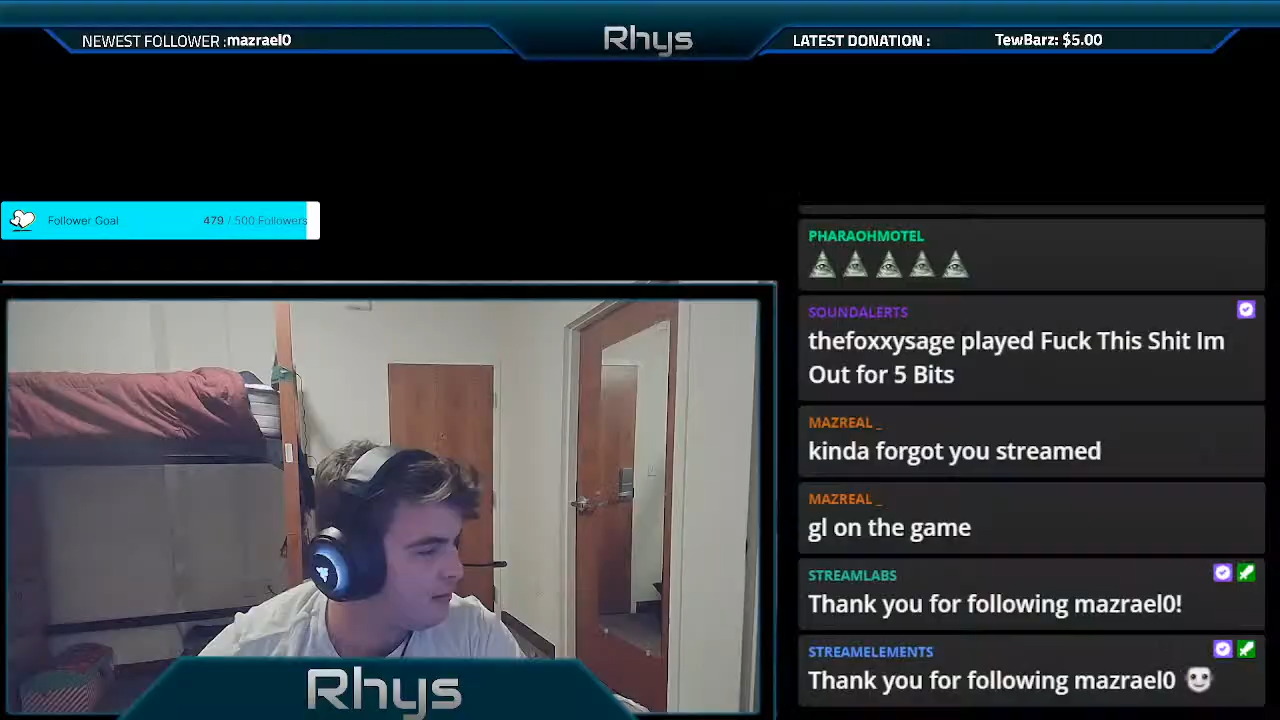 NEWEST FOLLOWER :mazrael0
Rhys
LATEST DONATION : TewBarz: $5.00
Follower Goal 479 / 500 Followers
PHARAOHMOTEL
SOUNDALERTS
thefoxxysage played Fuck This Shit Im
Out for 5 Bits
MAZREAL_
kinda forgot you streamed
MAZREAL_
gl on the game
STREAMLABS
Thank you for following mazrael0!
STREAMELEMENTS
Thank you for following mazrael0
Rhys